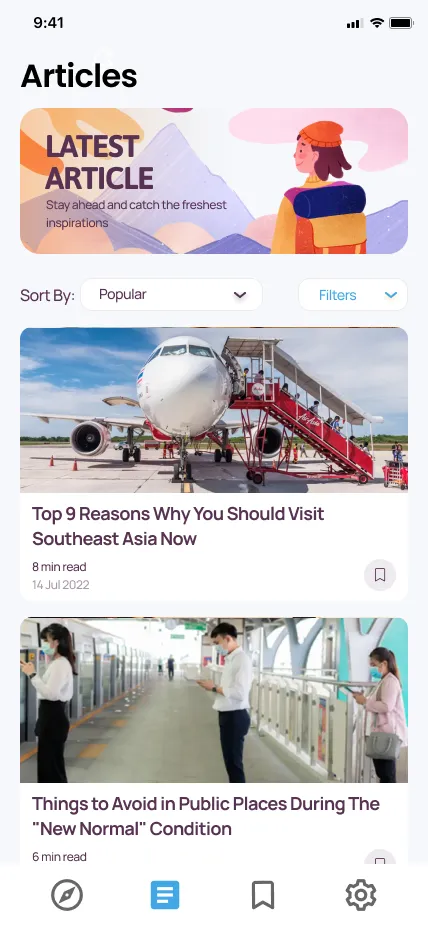 9:41
Articles
LATEST
ARTICLE
Stay ahead and catch the freshest
inspirations
Sort By:
Popular
Filters
AirAsia
Top 9 Reasons Why You Should Visit
Southeast Asia Now
8 min read
14 Jul 2022
Things to Avoid in Public Places During The
"New Normal" Condition
6 min read